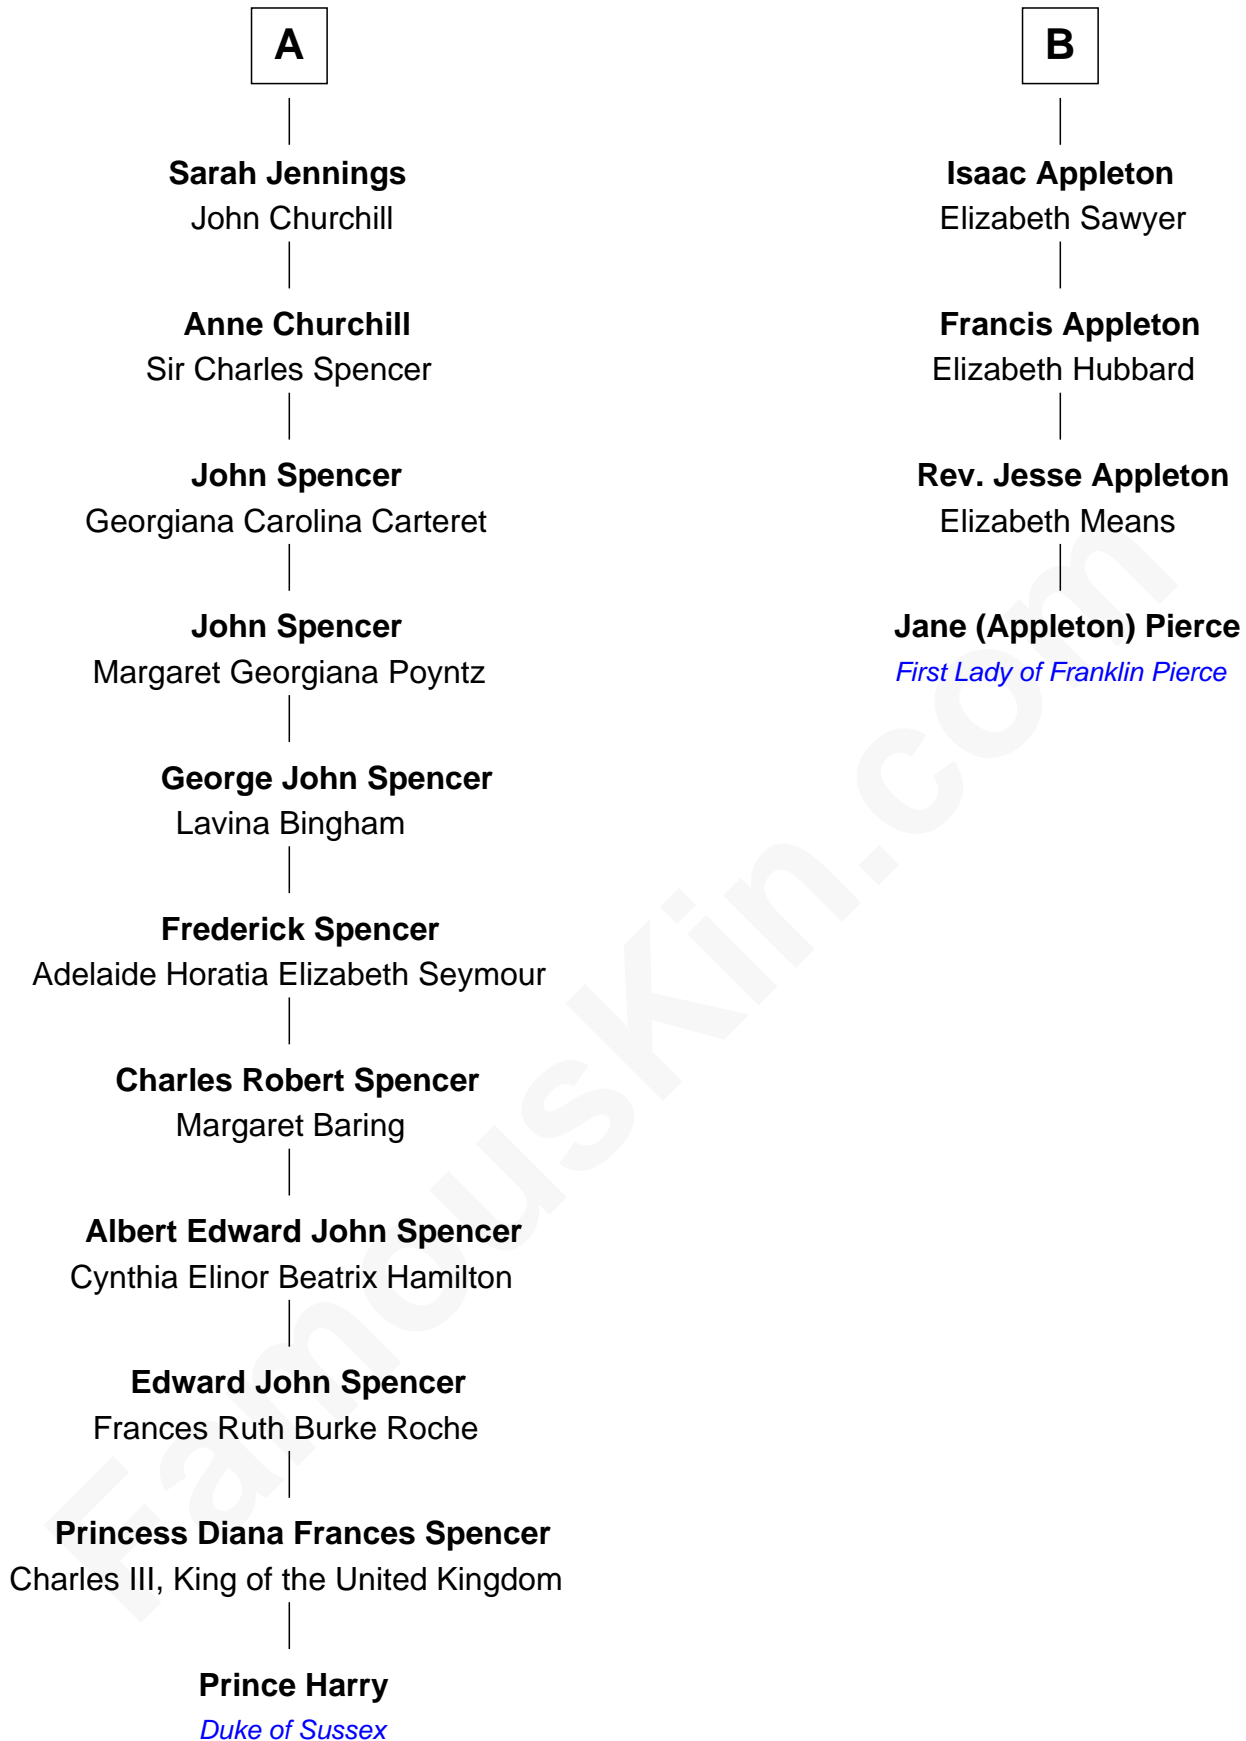 A
Sarah Jennings
John Churchill
Anne Churchill
Sir Charles Spencer
John Spencer
Georgiana Carolina Carteret
John Spencer
Margaret Georgiana Poyntz
George John Spencer
Lavina Bingham
Frederick Spencer
Adelaide Horatia Elizabeth Seymour
Charles Robert Spencer
Margaret Baring
Albert Edward John Spencer
Cynthia Elinor Beatrix Hamilton
Edward John Spencer
Frances Ruth Burke Roche
Princess Diana Frances Spencer
Charles III, King of the United Kingdom
Prince Harry
Duke of Sussex
B
Isaac Appleton
Elizabeth Sawyer
Francis Appleton
Elizabeth Hubbard
Rev. Jesse Appleton
Elizabeth Means
Jane (Appleton) Pierce
First Lady of Franklin Pierce
FamousKin.com